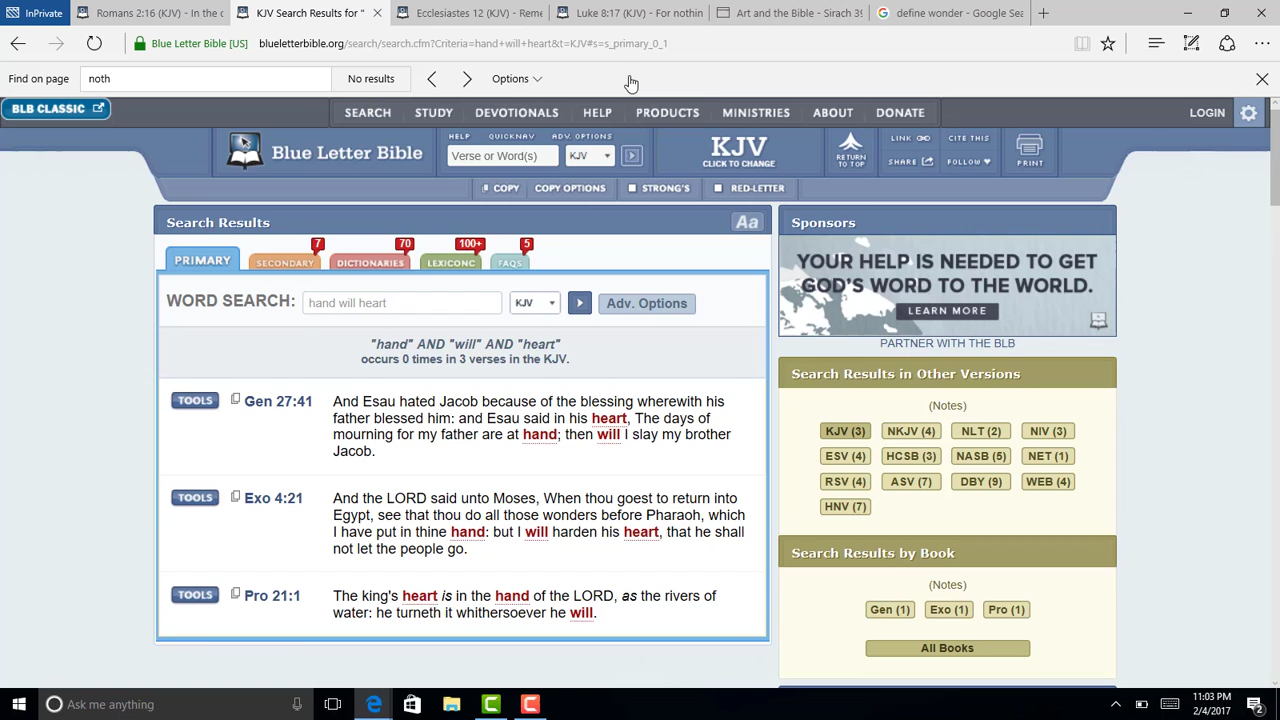 InPrivate
Romans 2:16 (KJV) - In the d
KJV Search Results for "
Ecclesiastes 12 (KJV) - Reme
Luke 8:17 (KJV) - For nothin
Art and the Bible - Sirach 39
define wonder - Google Sea
Blue Letter Bible [US]
blueletterbible.org/search/search.cfm?Criteria=hand+will+heart&t=KJV#s=s_primary_0_1
Find on page
noth
No results
Options
BLB CLASSIC
SEARCH
STUDY
DEVOTIONALS
HELP
PRODUCTS
MINISTRIES
ABOUT
DONATE
LOGIN
Blue Letter Bible
HELP
QUICKNAV
ADV. OPTIONS
Verse or Word(s)
KJV
KJV
CLICK TO CHANGE
RETURN
TO TOP
LINK
CITE THIS
SHARE
FOLLOW
PRINT
COPY
COPY OPTIONS
STRONG'S
RED-LETTER
Search Results
Aa
PRIMARY
SECONDARY
7
DICTIONARIES
70
LEXICONC
100+
FAQS
5
WORD SEARCH:
hand will heart
KJV
Adv. Options
"hand" AND "will" AND "heart"
occurs 0 times in 3 verses in the KJV.
TOOLS
Gen 27:41
And Esau hated Jacob because of the blessing wherewith his
father blessed him: and Esau said in his heart, The days of
mourning for my father are at hand; then will I slay my brother
Jacob.
TOOLS
Exo 4:21
And the LORD said unto Moses, When thou goest to return into
Egypt, see that thou do all those wonders before Pharaoh, which
I have put in thine hand: but I will harden his heart, that he shall
not let the people go.
TOOLS
Pro 21:1
The king's heart is in the hand of the LORD, as the rivers of
water: he turneth it whithersoever he will.
Sponsors
YOUR HELP IS NEEDED TO GET
GOD'S WORD TO THE WORLD.
LEARN MORE
PARTNER WITH THE BLB
Search Results in Other Versions
(Notes)
KJV (3)
NKJV (4)
NLT (2)
NIV (3)
ESV (4)
HCSB (3)
NASB (5)
NET (1)
RSV (4)
ASV (7)
DBY (9)
WEB (4)
HNV (7)
Search Results by Book
(Notes)
Gen (1)
Exo (1)
Pro (1)
All Books
Ask me anything
11:03 PM
2/4/2017
2